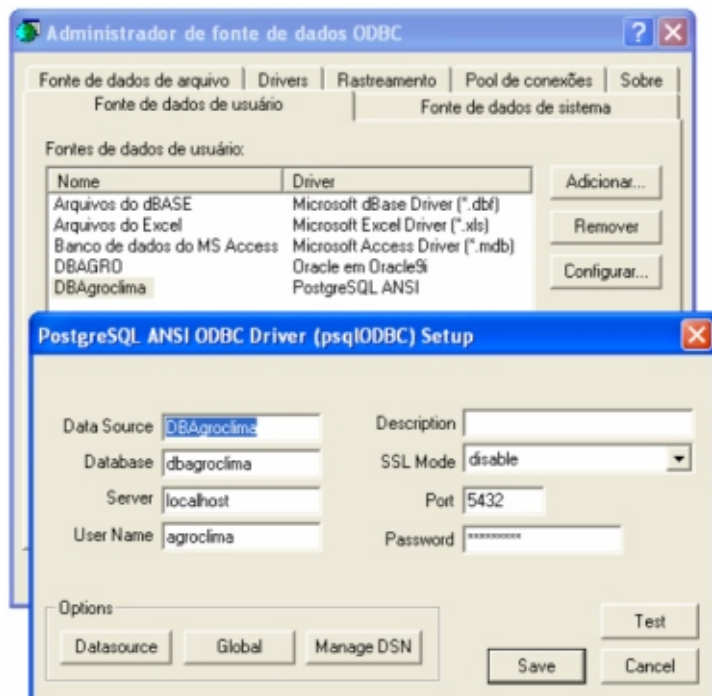 Administrador de fonte de dados ODBC
Fonte de dados de arquivo Drivers Rastreamento Pool de conexões Sobre
Fonte de dados de usuário Fonte de dados de sistema
Fontes de dados de usuário:
Nome Driver
Arquivos do dBASE Microsoft dBase Driver (*.dbf)
Arquivos do Excel Microsoft Excel Driver (*.xls)
Banco de dados do MS Access Microsoft Access Driver (*.mdb)
DBAGRO Oracle em Oracle9i
DBAgroclima PostgreSQL ANSI
Adicionar...
Remover
Configurar...
PostgreSQL ANSI ODBC Driver (psqlODBC) Setup
Data Source DBAgroclima
Database dbagroclima
Server localhost
User Name agroclima
Description
SSL Mode disable
Port 5432
Password ×××××××××
Options
Datasource Global Manage DSN
Test
Save Cancel